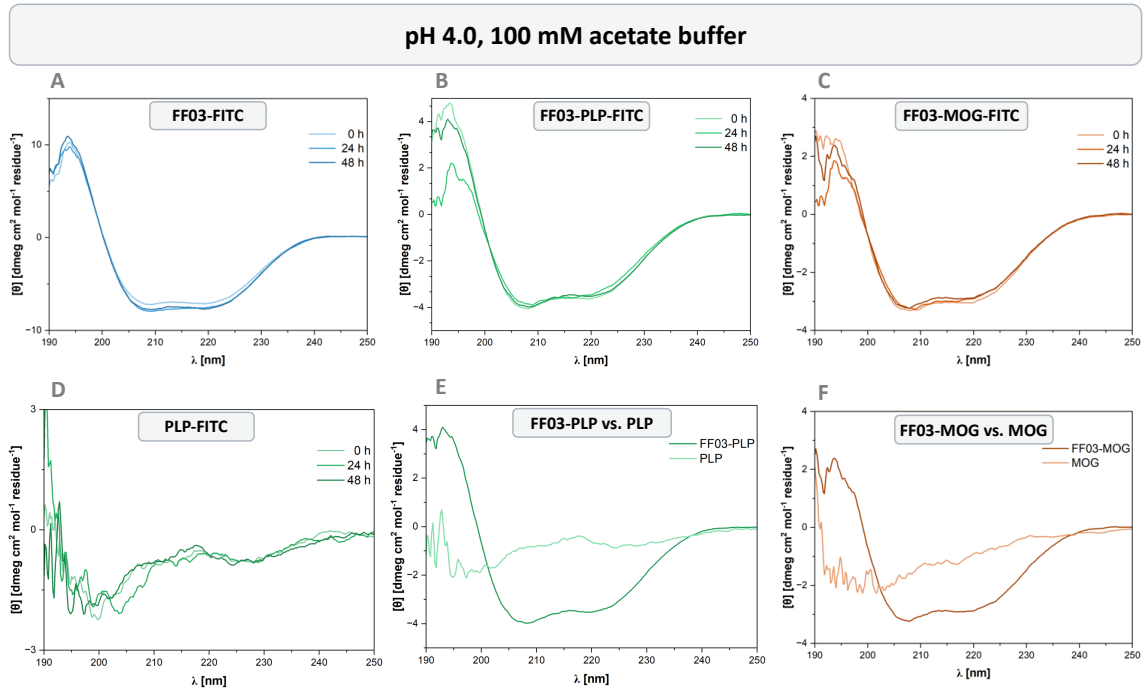 pH 4.0, 100 mM acetate buffer
A
FF03-FITC
0 h
24 h
48 h
10
0
-10
190 200 210 220 230 240 250
λ [nm]
[θ] [dmeg cm² mol⁻¹ residue⁻¹]
B
FF03-PLP-FITC
0 h
24 h
48 h
4
2
0
-2
-4
190 200 210 220 230 240 250
λ [nm]
[θ] [dmeg cm² mol⁻¹ residue⁻¹]
C
FF03-MOG-FITC
0 h
24 h
48 h
4
2
0
-2
-4
190 200 210 220 230 240 250
λ [nm]
[θ] [dmeg cm² mol⁻¹ residue⁻¹]
D
PLP-FITC
0 h
24 h
48 h
3
0
-3
190 200 210 220 230 240 250
λ [nm]
[θ] [dmeg cm² mol⁻¹ residue⁻¹]
E
FF03-PLP vs. PLP
FF03-PLP
PLP
4
2
0
-2
-4
190 200 210 220 230 240 250
λ [nm]
[θ] [dmeg cm² mol⁻¹ residue⁻¹]
F
FF03-MOG vs. MOG
FF03-MOG
MOG
4
2
0
-2
-4
190 200 210 220 230 240 250
λ [nm]
[θ] [dmeg cm² mol⁻¹ residue⁻¹]